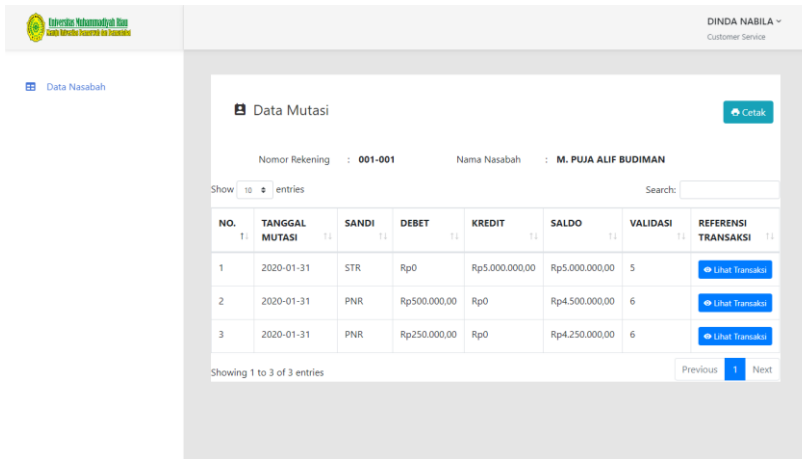 Universitas Muhammadiyah Riau
DINDA NABILA
Customer Service
Data Nasabah
Data Mutasi
Cetak
Nomor Rekening : 001-001 Nama Nasabah : M. PUJA ALIF BUDIMAN
Show 10 entries Search:
NO. TANGGAL MUTASI SANDI DEBET KREDIT SALDO VALIDASI REFERENSI TRANSAKSI
1 2020-01-31 STR Rp0 Rp5.000.000,00 Rp5.000.000,00 5 Lihat Transaksi
2 2020-01-31 PNR Rp500.000,00 Rp0 Rp4.500.000,00 6 Lihat Transaksi
3 2020-01-31 PNR Rp250.000,00 Rp0 Rp4.250.000,00 6 Lihat Transaksi
Showing 1 to 3 of 3 entries
Previous 1 Next